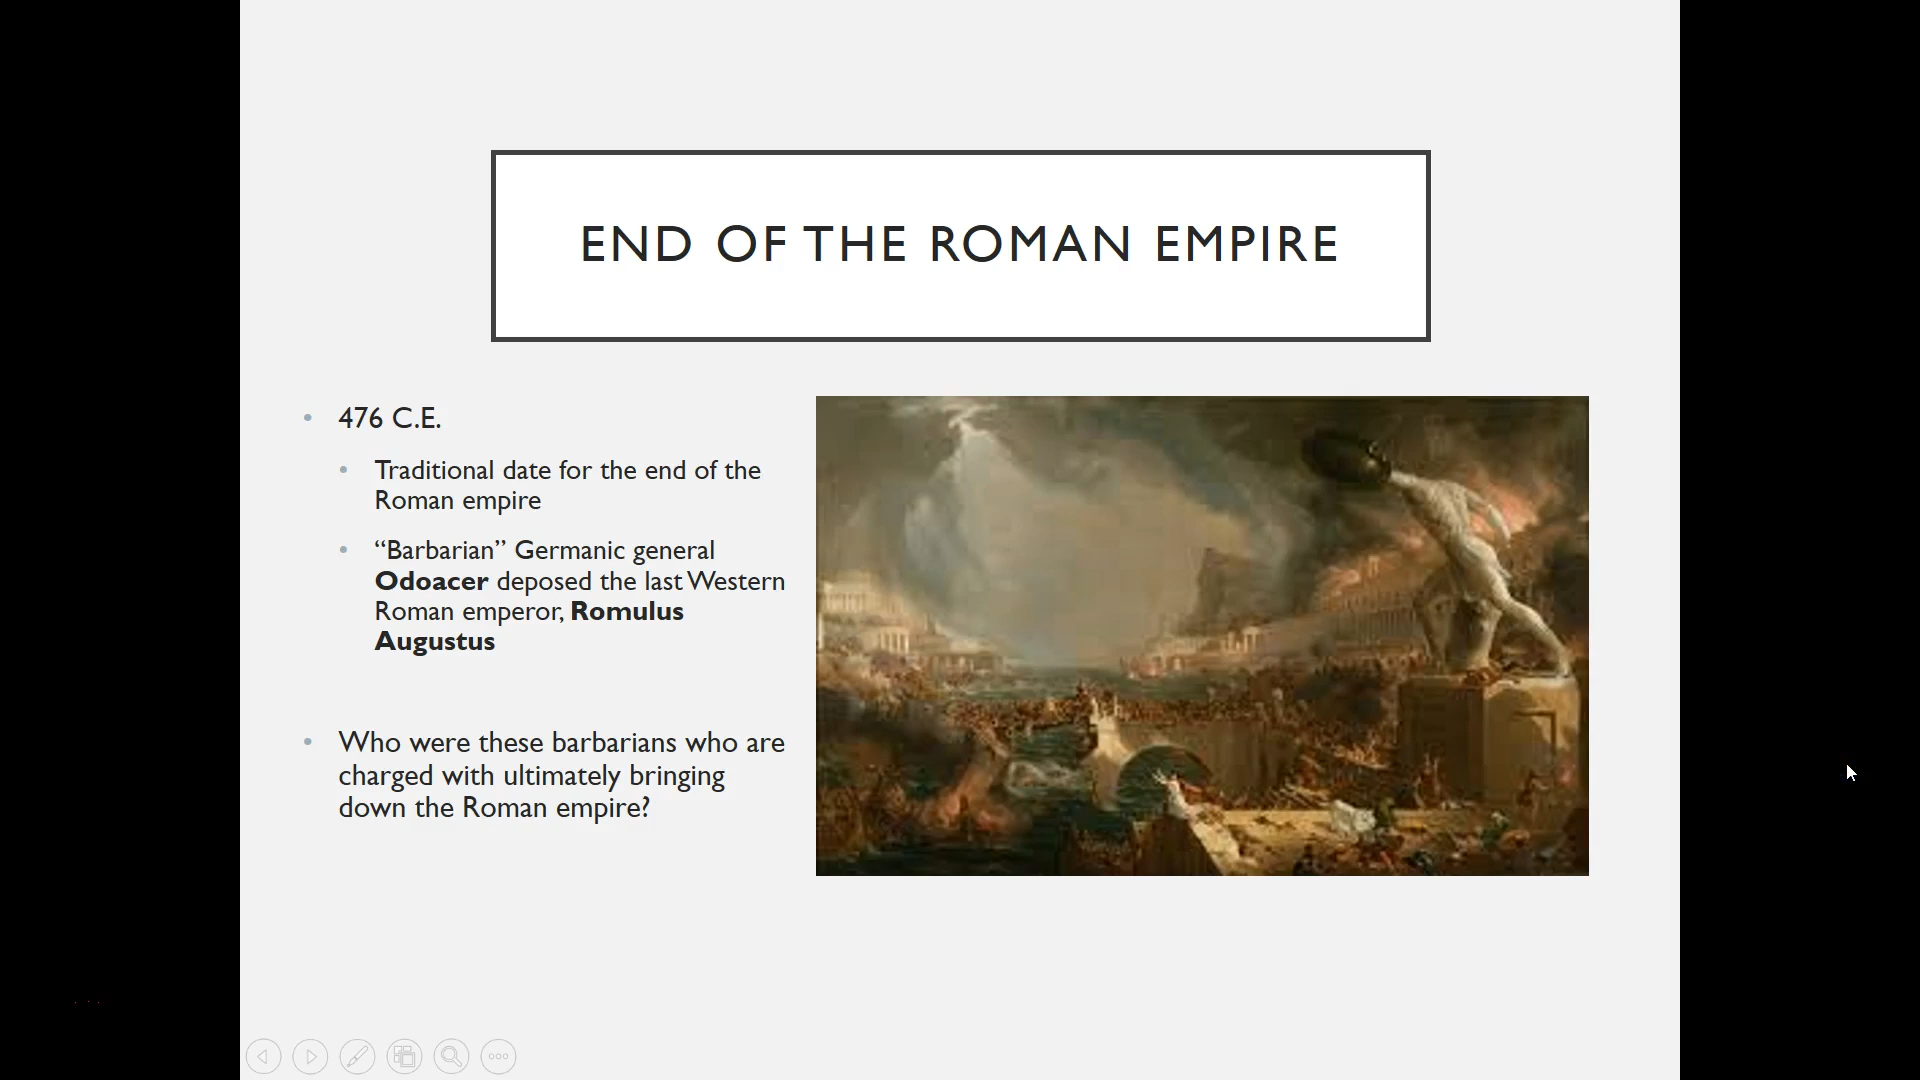 END OF THE ROMAN EMPIRE
476 C.E.
Traditional date for the end of the
Roman empire
“Barbarian” Germanic general
Odoacer deposed the last Western
Roman emperor, Romulus
Augustus
Who were these barbarians who are
charged with ultimately bringing
down the Roman empire?